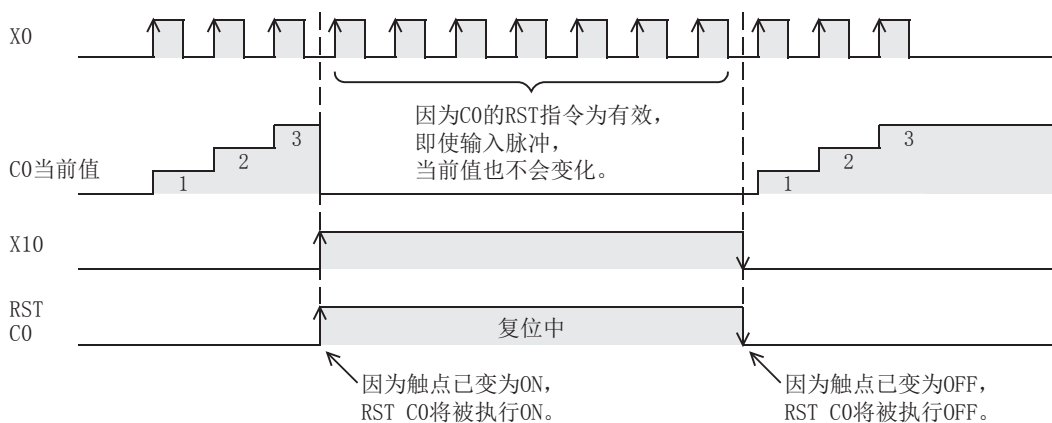 X0
因为C0的RST指令为有效，
即使输入脉冲，
当前值也不会变化。
C0当前值
1
2
3
1
2
3
X10
RST
C0
复位中
因为触点已变为ON，
RST C0将被执行ON。
因为触点已变为OFF，
RST C0将被执行OFF。